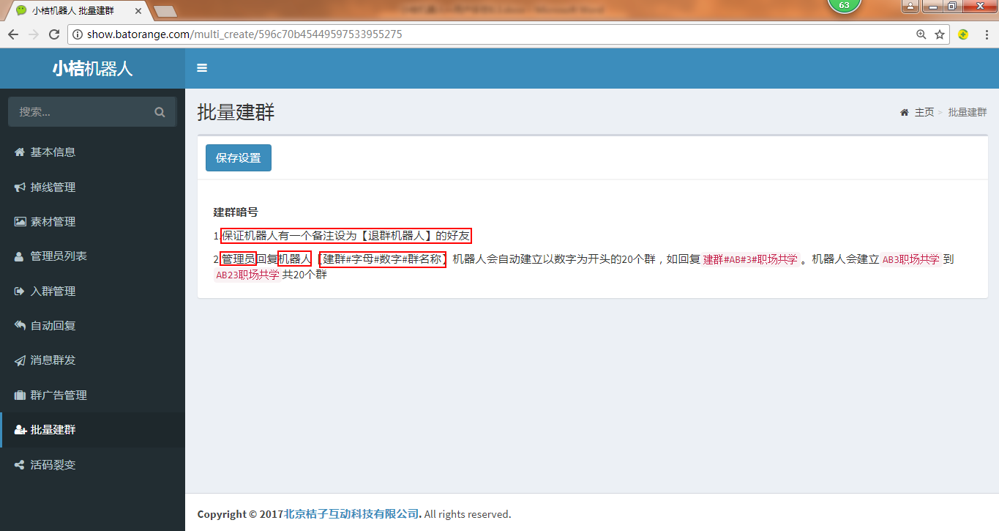 小桔机器人 批量建群
63
show.batorange.com/multi_create/596c70b45449597533955275
小桔机器人
搜索...
基本信息
掉线管理
素材管理
管理员列表
入群管理
自动回复
消息群发
群广告管理
批量建群
活码裂变
批量建群
主页 > 批量建群
保存设置
建群暗号
1.保证机器人有一个备注设为【退群机器人】的好友
2.管理员回复机器人【建群#字母#数字#群名称】机器人会自动建立以数字为开头的20个群，如回复 建群#AB#3#职场共学 。机器人会建立 AB3职场共学 到
AB23职场共学 共20个群
Copyright © 2017北京桔子互动科技有限公司. All rights reserved.